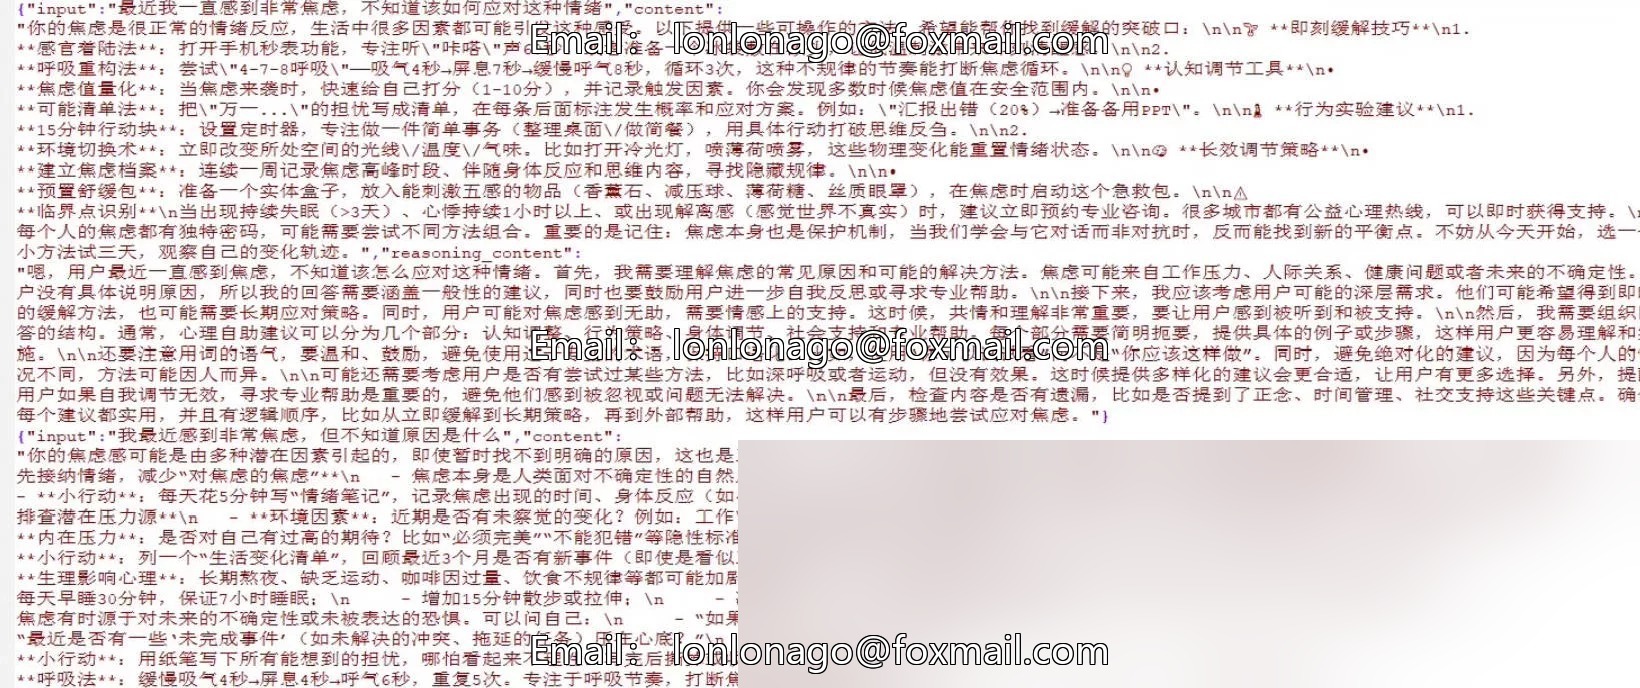 {"input":"最近我一直感到非常焦虑，不知道该如何应对这种情绪","content":
"你的焦虑是很正常的情绪反应，生活中很多因素都可能引发这种感受。以下提供一些可操作的方法，希望能帮你找到缓解的突破口：\n\n🌱 **即刻缓解技巧**\n1.
**感官着陆法**：打开手机秒表功能，专注听\"咔嗒\"声6 准备一 \n\n2.
**呼吸重构法**：尝试\"4-7-8呼吸\"——吸气4秒→屏息7秒→缓慢呼气8秒，循环3次，这种不规律的节奏能打断焦虑循环。\n\n💡 **认知调节工具**\n•
**焦虑值量化**：当焦虑来袭时，快速给自己打分（1-10分），并记录触发因素。你会发现多数时候焦虑值在安全范围内。\n\n•
**可能清单法**：把\"万一...\"的担忧写成清单，在每条后面标注发生概率和应对方案。例如：\"汇报出错（20%）→准备备用PPT\"。\n\n🌡 **行为实验建议**\n1.
**15分钟行动块**：设置定时器，专注做一件简单事务（整理桌面\/做简餐），用具体行动打破思维反刍。\n\n2.
**环境切换术**：立即改变所处空间的光线\/温度\/气味。比如打开冷光灯，喷薄荷喷雾，这些物理变化能重置情绪状态。\n\n **长效调节策略**\n•
**建立焦虑档案**：连续一周记录焦虑高峰时段、伴随身体反应和思维内容，寻找隐藏规律。\n\n•
**预置舒缓包**：准备一个实体盒子，放入能刺激五感的物品（香薰石、减压球、薄荷糖、丝质眼罩），在焦虑时启动这个急救包。\n\n⚠
**临界点识别**\n当出现持续失眠（>3天）、心悸持续1小时以上、或出现解离感（感觉世界不真实）时，建议立即预约专业咨询。很多城市都有公益心理热线，可以即时获得支持。\
每个人的焦虑都有独特密码，可能需要尝试不同方法组合。重要的是记住：焦虑本身也是保护机制，当我们学会与它对话而非对抗时，反而能找到新的平衡点。不妨从今天开始，选一
小方法试三天，观察自己的变化轨迹。","reasoning_content":
"嗯，用户最近一直感到焦虑，不知道该怎么应对这种情绪。首先，我需要理解焦虑的常见原因和可能的解决方法。焦虑可能来自工作压力、人际关系、健康问题或者未来的不确定性。
户没有具体说明原因，所以我的回答需要涵盖一般性的建议，同时也要鼓励用户进一步自我反思或寻求专业帮助。\n\n接下来，我应该考虑用户可能的深层需求。他们可能希望得到即
的缓解方法，也可能需要长期应对策略。同时，用户可能对焦虑感到无助，需要情感上的支持。这时候，共情和理解非常重要，要让用户感到被听到和被支持。\n\n然后，我需要组织
答的结构。通常，心理自助建议可以分为几个部分：认知调整、行为策略、身体调节、社会支持和专业帮助。每个部分需要简明扼要，提供具体的例子或步骤，这样用户更容易理解和
施。\n\n还要注意用词的语气，要温和、鼓励，避免使用过 语， “你应该这样做”。同时，避免绝对化的建议，因为每个人的
况不同，方法可能因人而异。\n\n可能还需要考虑用户是否有尝试过某些方法，比如深呼吸或者运动，但没有效果。这时候提供多样化的建议会更合适，让用户有更多选择。另外，提
用户如果自我调节无效，寻求专业帮助是重要的，避免他们感到被忽视或问题无法解决。\n\n最后，检查内容是否有遗漏，比如是否提到了正念、时间管理、社交支持这些关键点。确
每个建议都实用，并且有逻辑顺序，比如从立即缓解到长期策略，再到外部帮助，这样用户可以有步骤地尝试应对焦虑。"}
{"input":"我最近感到非常焦虑，但不知道原因是什么","content":
"你的焦虑感可能是由多种潜在因素引起的，即使暂时找不到明确的原因，这也是
先接纳情绪，减少“对焦虑的焦虑”**\n   - 焦虑本身是人类面对不确定性的自然
- **小行动**：每天花5分钟写“情绪笔记”，记录焦虑出现的时间、身体反应（如
排查潜在压力源**\n   - **环境因素**：近期是否有未察觉的变化？例如：工作
**内在压力**：是否对自己有过高的期待？比如“必须完美”“不能犯错”等隐性标准
**小行动**：列一个“生活变化清单”，回顾最近3个月是否有新事件（即使是看似
**生理影响心理**：长期熬夜、缺乏运动、咖啡因过量、饮食不规律等都可能加剧
每天早睡30分钟，保证7小时睡眠；\n     - 增加15分钟散步或拉伸；\n     -
焦虑有时源于对未来的不确定性或未被表达的恐惧。可以问自己：\n     - “如果
“最近是否有一些‘未完成事件’（如未解决的冲突、拖延的任务）压在心底？”\n
**小行动**：用纸笔写下所有能想到的担忧，哪怕看起来不
**呼吸法**：缓慢吸气4秒→屏息4秒→呼气6秒，重复5次。专注于呼吸节奏，打断焦
Email： lonlonago@foxmail.com
Email： lonlonago@foxmail.com
Email： lonlonago@foxmail.com